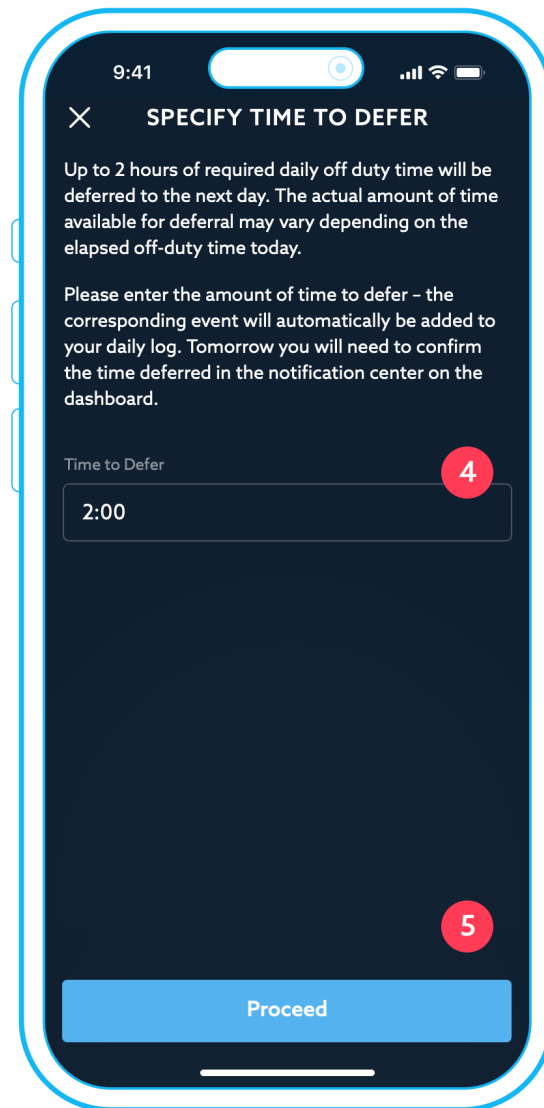 9:41
SPECIFY TIME TO DEFER
Up to 2 hours of required daily off duty time will be
deferred to the next day. The actual amount of time
available for deferral may vary depending on the
elapsed off-duty time today.
Please enter the amount of time to defer – the
corresponding event will automatically be added to
your daily log. Tomorrow you will need to confirm
the time deferred in the notification center on the
dashboard.
Time to Defer
4
2:00
5
Proceed